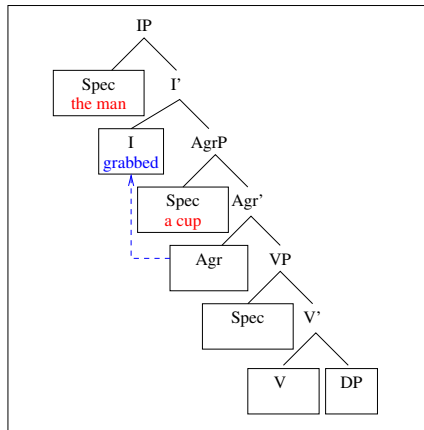 IP
Spec I'
the man
I AgrP
grabbed
Spec Agr'
a cup
Agr VP
Spec V'
V DP